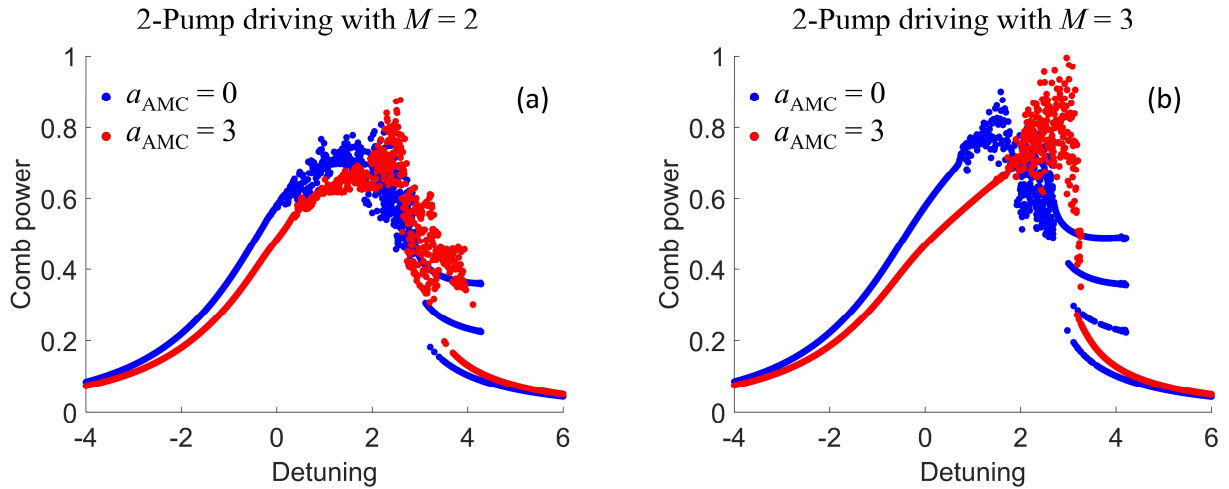 2-Pump driving with M = 2
1
a_AMC = 0
(a)
a_AMC = 3
0.8
0.6
0.4
0.2
0
Comb power
-4
-2
0
2
4
6
Detuning
2-Pump driving with M = 3
1
a_AMC = 0
(b)
a_AMC = 3
0.8
0.6
0.4
0.2
0
Comb power
-4
-2
0
2
4
6
Detuning